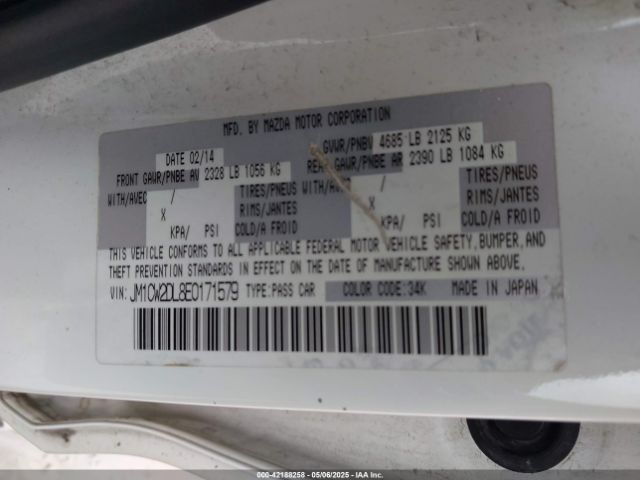 MFD. BY MAZDA MOTOR CORPORATION
DATE 02/14 GVWR/PNBV 4685 LB 2125 KG
FRONT GAWR/PNBE AV 2328 LB 1056 KG REAR GAWR/PNBE AR 2390 LB 1084 KG
WITH/AVEC / TIRES/PNEUS WITH/AVEC / TIRES/PNEUS
X RIMS/JANTES X RIMS/JANTES
KPA/ PSI COLD/A FROID KPA/ PSI COLD/A FROID
THIS VEHICLE CONFORMS TO ALL APPLICABLE FEDERAL MOTOR VEHICLE SAFETY, BUMPER, AND
THEFT PREVENTION STANDARDS IN EFFECT ON THE DATE OF MANUFACTURE SHOWN ABOVE.
VIN: JM1CW2DL8E0171579 TYPE:PASS CAR COLOR CODE:34K MADE IN JAPAN
000-42188258 05/06/2025 IAA Inc.